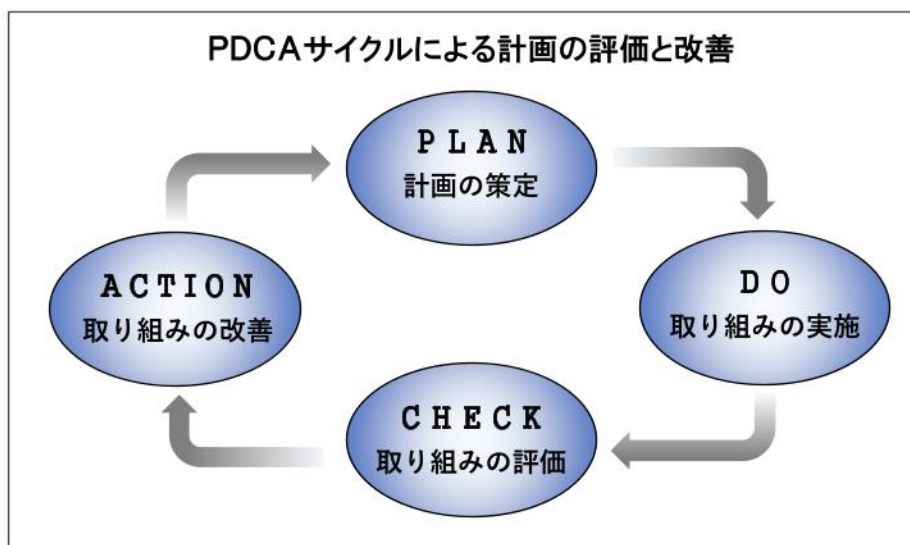 PDCAサイクルによる計画の評価と改善
PLAN
計画の策定
DO
取り組みの実施
CHECK
取り組みの評価
ACTION
取り組みの改善